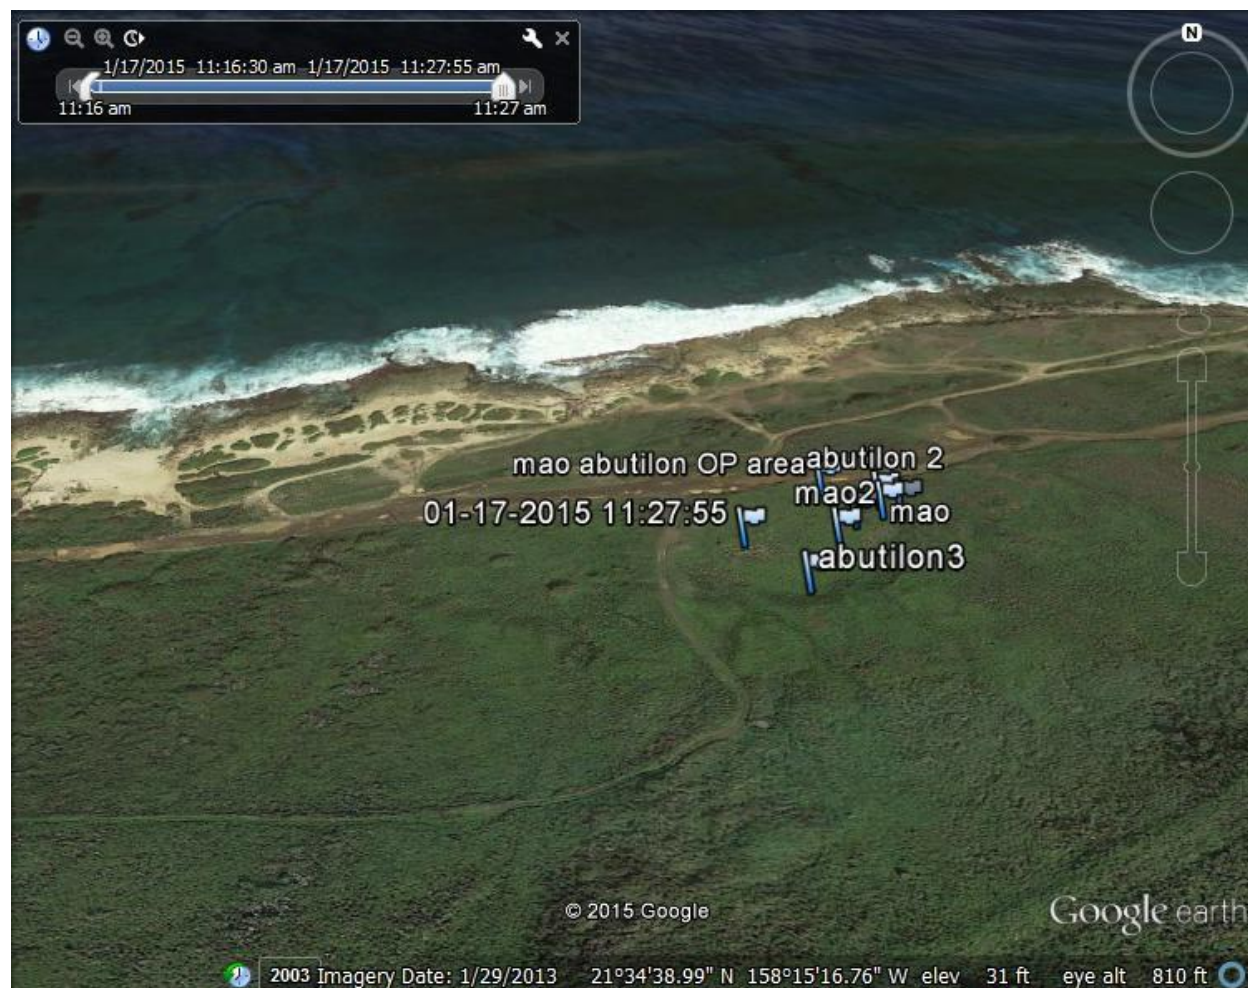 1/17/2015 11:16:30 am 1/17/2015 11:27:55 am
11:16 am 11:27 am
N
mao abutilon OP area abutilon 2
mao2
01-17-2015 11:27:55
mao
abutilon3
© 2015 Google
Google earth
2003 Imagery Date: 1/29/2013 21°34'38.99" N 158°15'16.76" W elev 31 ft eye alt 810 ft